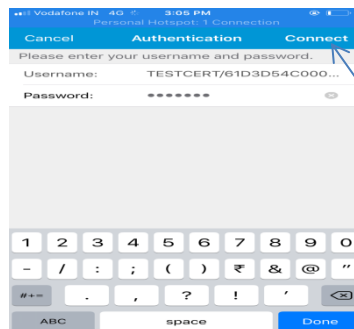 Vodafone IN 4G 3:05 PM
Personal Hotspot: 1 Connection
Cancel Authentication Connect
Please enter your username and password.
Username: TESTCERT/61D3D54C000...
Password: •••••••
1 2 3 4 5 6 7 8 9 0
- / : ; ( ) ₹ & @ "
#+= . , ? ! '
ABC space Done